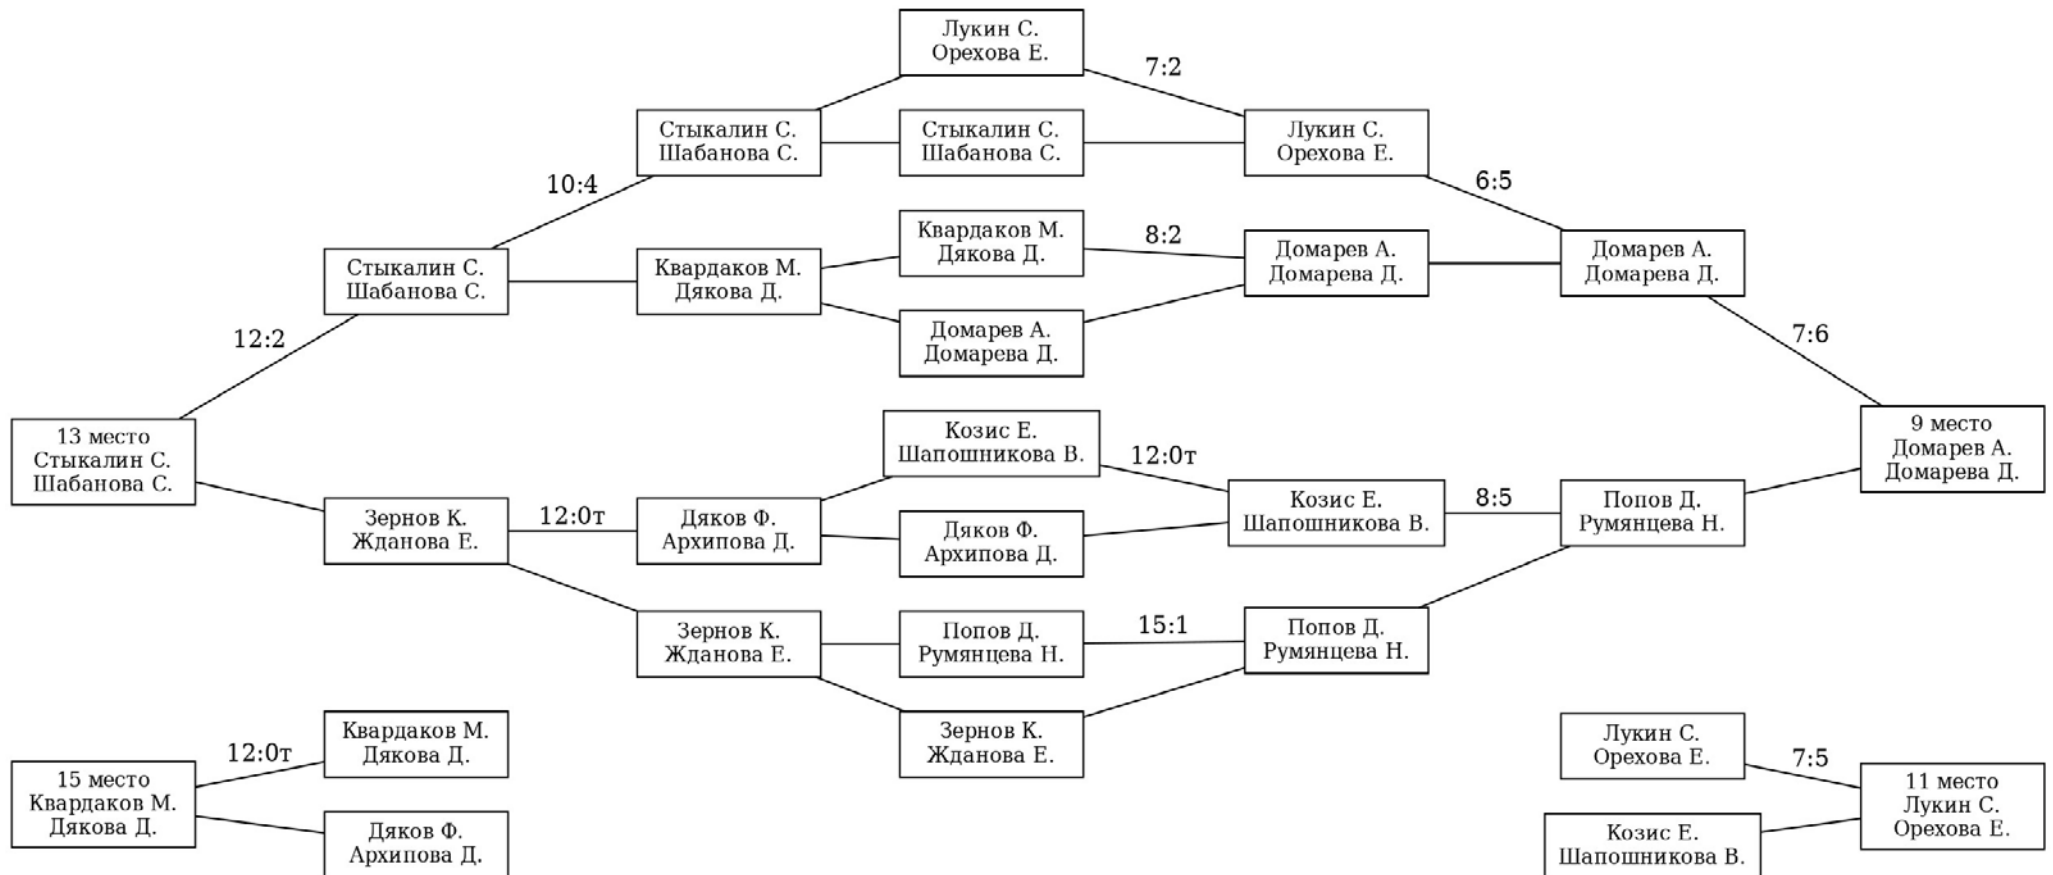 Лукин С.
Орехова Е.
7:2
Стыкалин С.
Шабанова С.
Стыкалин С.
Шабанова С.
Лукин С.
Орехова Е.
10:4
6:5
Квардаков М.
Дякова Д.
8:2
Стыкалин С.
Шабанова С.
Квардаков М.
Дякова Д.
Домарев А.
Домарева Д.
Домарев А.
Домарева Д.
Домарев А.
Домарева Д.
12:2
7:6
13 место
Стыкалин С.
Шабанова С.
Козис Е.
Шапошникова В.
12:0т
9 место
Домарев А.
Домарева Д.
Зернов К.
Жданова Е.
12:0т
Дяков Ф.
Архипова Д.
Дяков Ф.
Архипова Д.
Козис Е.
Шапошникова В.
8:5
Попов Д.
Румянцева Н.
Зернов К.
Жданова Е.
Попов Д.
Румянцева Н.
15:1
Попов Д.
Румянцева Н.
Зернов К.
Жданова Е.
15 место
Квардаков М.
Дякова Д.
12:0т
Квардаков М.
Дякова Д.
Дяков Ф.
Архипова Д.
Лукин С.
Орехова Е.
7:5
Козис Е.
Шапошникова В.
11 место
Лукин С.
Орехова Е.